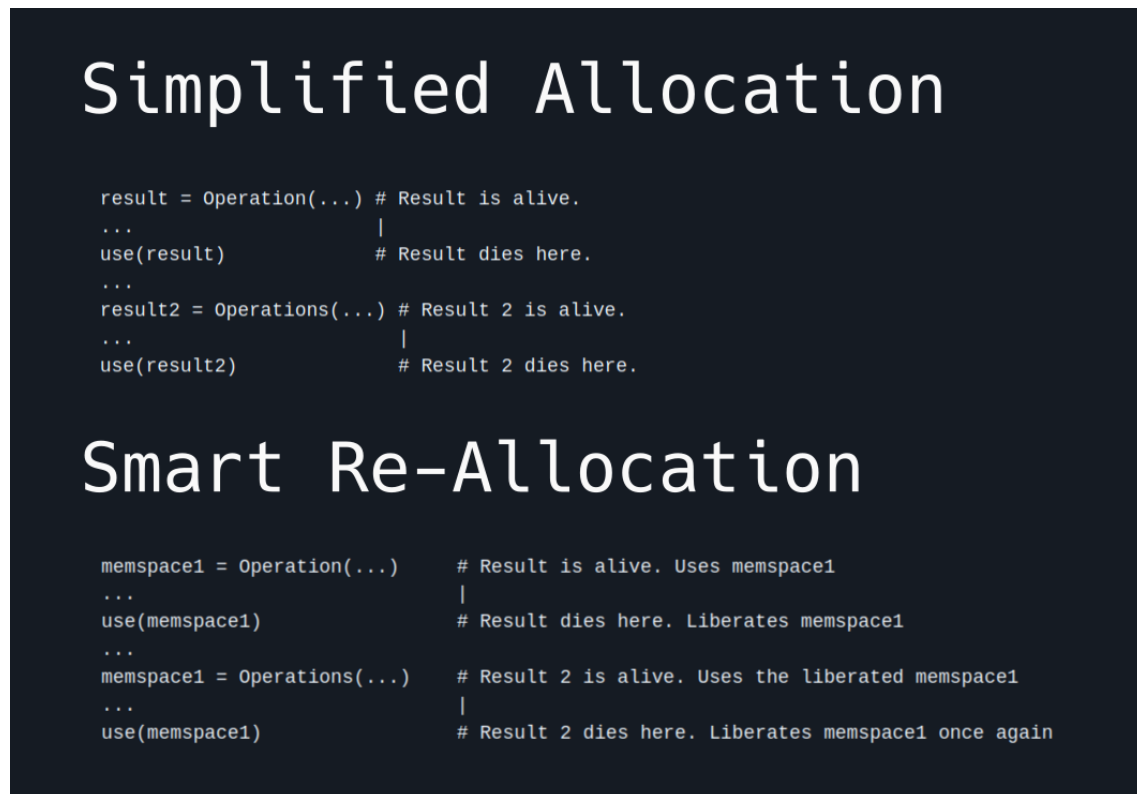 Simplified Allocation
result = Operation(...) # Result is alive.
...                     |
use(result)             # Result dies here.
...
result2 = Operations(...) # Result 2 is alive.
...                       |
use(result2)              # Result 2 dies here.
Smart Re-Allocation
memspace1 = Operation(...)     # Result is alive. Uses memspace1
...                            |
use(memspace1)                 # Result dies here. Liberates memspace1
...
memspace1 = Operations(...)    # Result 2 is alive. Uses the liberated memspace1
...                            |
use(memspace1)                 # Result 2 dies here. Liberates memspace1 once again